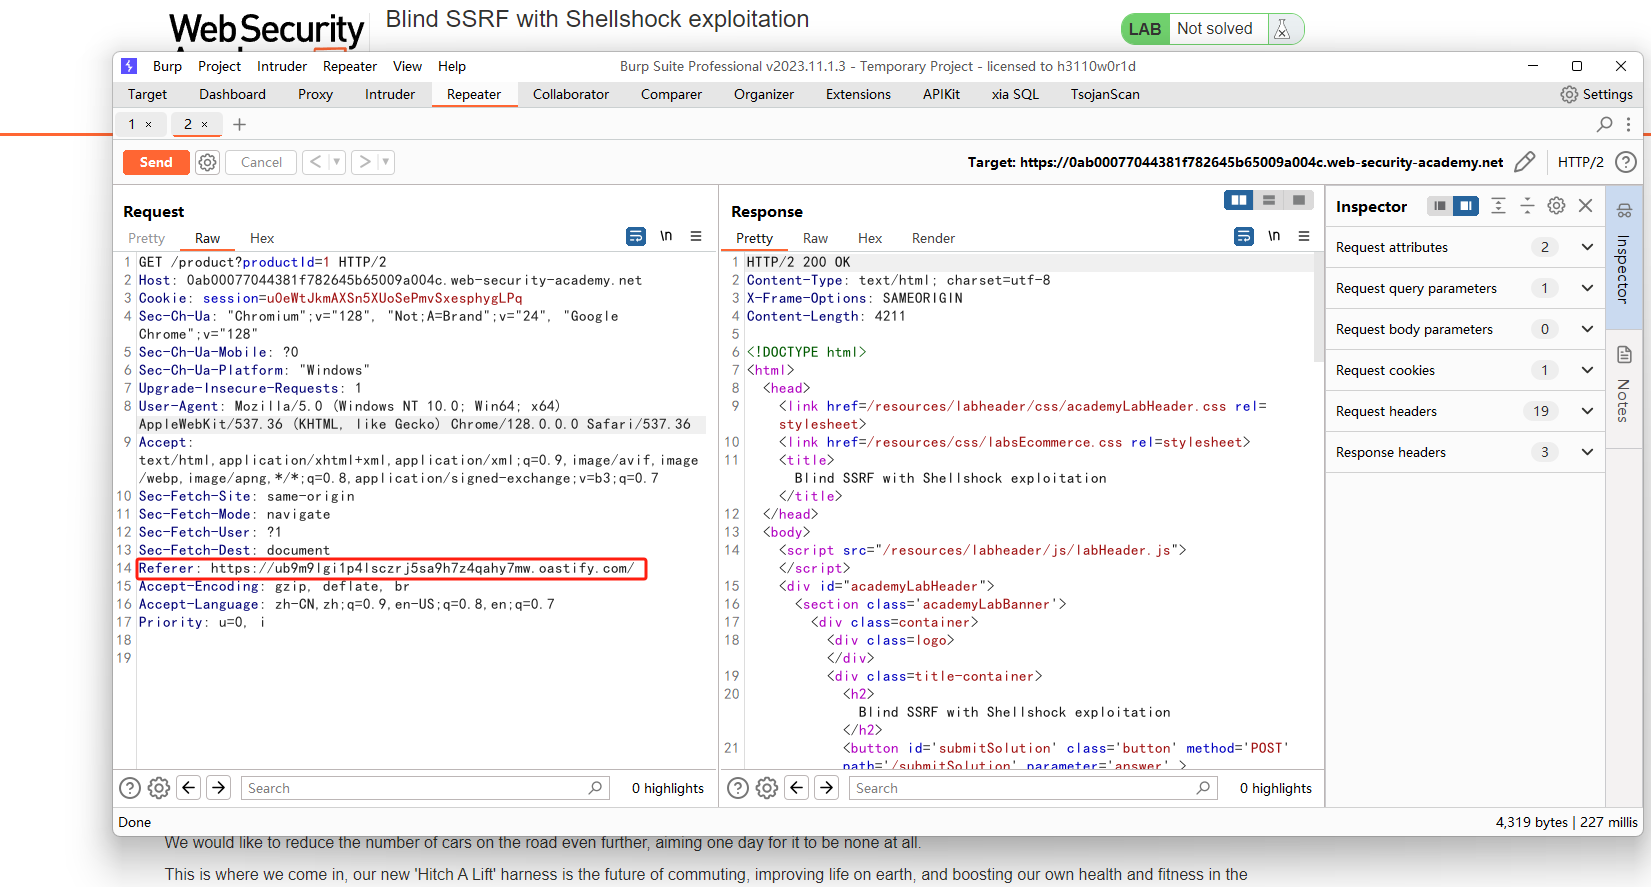 Web Security
Blind SSRF with Shellshock exploitation
LAB Not solved
Burp Project Intruder Repeater View Help
Burp Suite Professional v2023.11.1.3 - Temporary Project - licensed to h3110w0r1d
Target Dashboard Proxy Intruder Repeater Collaborator Comparer Organizer Extensions APIKit xia SQL TsojanScan
Settings
1 × 2 × +
Send Cancel < >
Target: https://0ab00077044381f782645b65009a004c.web-security-academy.net HTTP/2
Request
Pretty Raw Hex
\n
1 GET /product?productId=1 HTTP/2
2 Host: 0ab00077044381f782645b65009a004c.web-security-academy.net
3 Cookie: session=u0eWtJkmAXSn5XUoSePmvSxesphygLPq
4 Sec-Ch-Ua: "Chromium";v="128", "Not;A=Brand";v="24", "Google
Chrome";v="128"
5 Sec-Ch-Ua-Mobile: ?0
6 Sec-Ch-Ua-Platform: "Windows"
7 Upgrade-Insecure-Requests: 1
8 User-Agent: Mozilla/5.0 (Windows NT 10.0; Win64; x64)
AppleWebKit/537.36 (KHTML, like Gecko) Chrome/128.0.0.0 Safari/537.36
9 Accept:
text/html,application/xhtml+xml,application/xml;q=0.9,image/avif,image
/webp,image/apng,*/*;q=0.8,application/signed-exchange;v=b3;q=0.7
10 Sec-Fetch-Site: same-origin
11 Sec-Fetch-Mode: navigate
12 Sec-Fetch-User: ?1
13 Sec-Fetch-Dest: document
14 Referer: https://ub9m9lgi1p4lsczrj5sa9h7z4qahy7mw.oastify.com/
15 Accept-Encoding: gzip, deflate, br
16 Accept-Language: zh-CN,zh;q=0.9,en-US;q=0.8,en;q=0.7
17 Priority: u=0, i
18
19
Search
0 highlights
Response
Pretty Raw Hex Render
\n
1 HTTP/2 200 OK
2 Content-Type: text/html; charset=utf-8
3 X-Frame-Options: SAMEORIGIN
4 Content-Length: 4211
5
6 <!DOCTYPE html>
7 <html>
8 <head>
9 <link href=/resources/labheader/css/academyLabHeader.css rel=
stylesheet>
10 <link href=/resources/css/labsEcommerce.css rel=stylesheet>
11 <title>
Blind SSRF with Shellshock exploitation
</title>
12 </head>
13 <body>
14 <script src="/resources/labheader/js/labHeader.js">
</script>
15 <div id="academyLabHeader">
16 <section class='academyLabBanner'>
17 <div class=container>
18 <div class=logo>
</div>
19 <div class=title-container>
20 <h2>
Blind SSRF with Shellshock exploitation
</h2>
21 <button id='submitSolution' class='button' method='POST'
path='/submitSolution' parameter='answer' >
Search
0 highlights
Inspector
Request attributes 2
Request query parameters 1
Request body parameters 0
Request cookies 1
Request headers 19
Response headers 3
Inspector
Notes
Done
4,319 bytes | 227 millis
We would like to reduce the number of cars on the road even further, aiming one day for it to be none at all.
This is where we come in, our new 'Hitch A Lift' harness is the future of commuting, improving life on earth, and boosting our own health and fitness in the